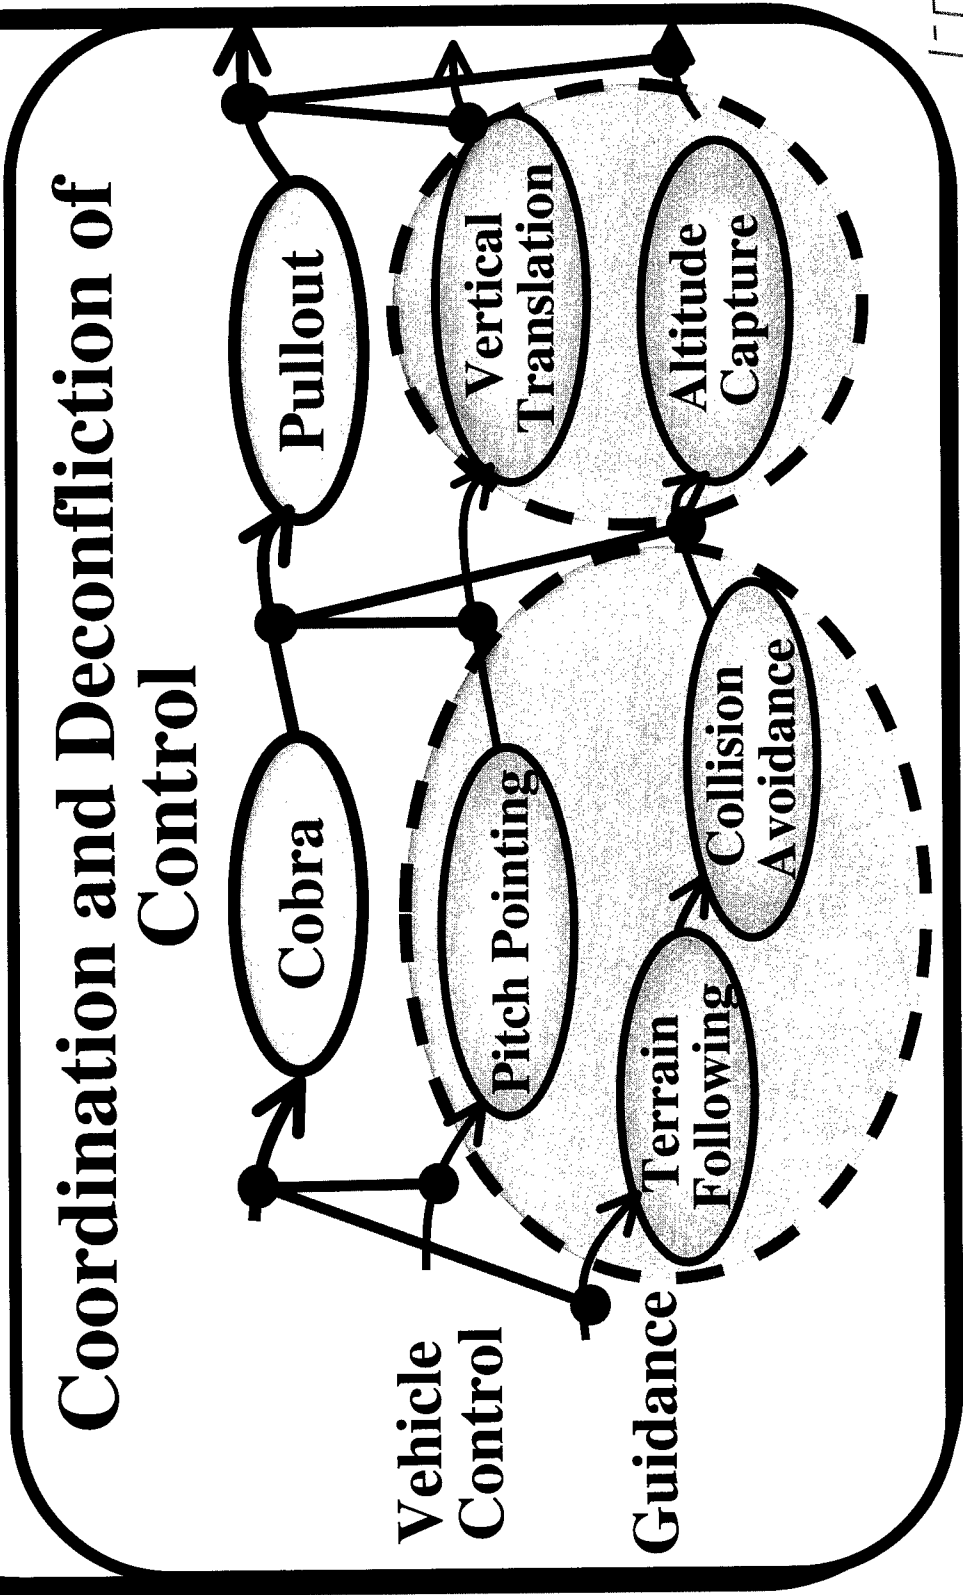 Coordination and Deconfliction of
Control
Cobra
Pullout
Vehicle
Control
Pitch Pointing
Vertical
Translation
Guidance
Terrain
Following
Collision
Avoidance
Altitude
Capture